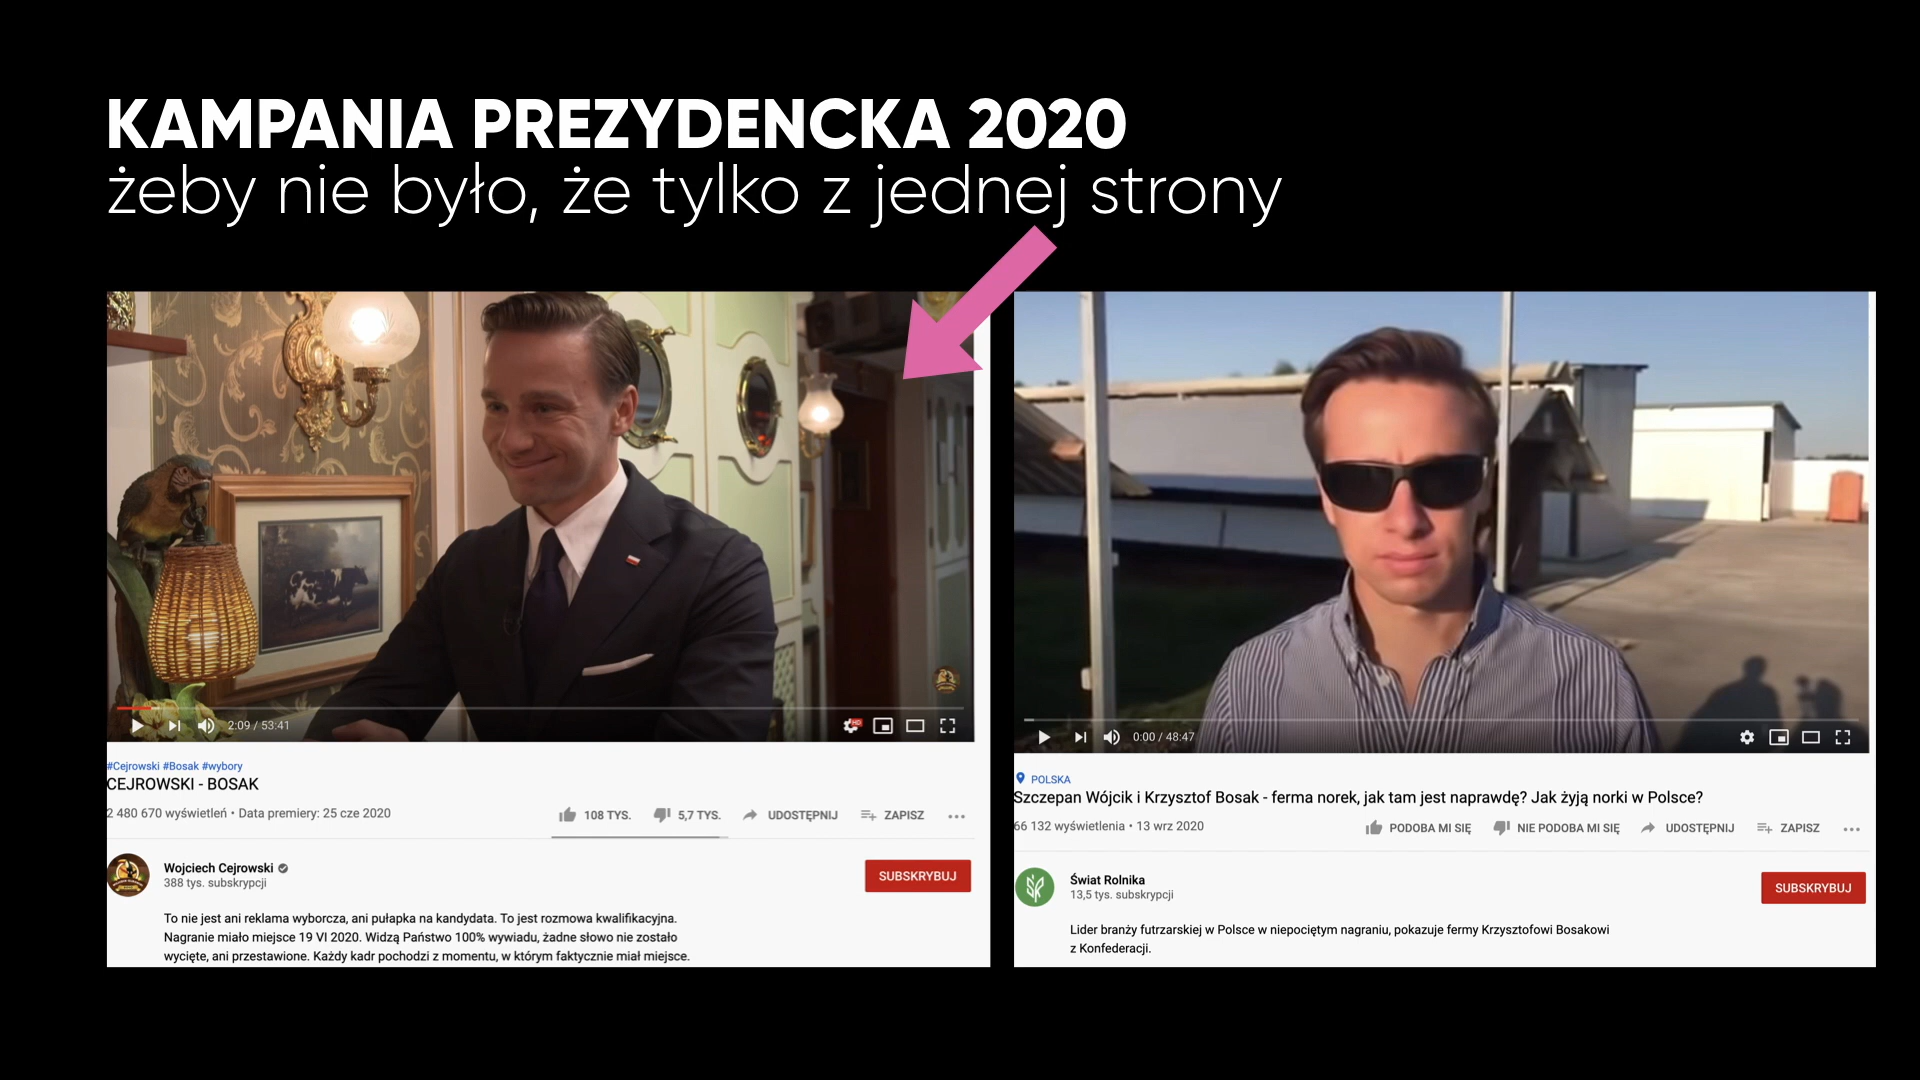 KAMPANIA PREZYDENCKA 2020
żeby nie było, że tylko z jednej strony
2:09 / 53:41
HD
#Cejrowski #Bosak #wybory
CEJROWSKI - BOSAK
2 480 670 wyświetleń • Data premiery: 25 cze 2020
108 TYS.
5,7 TYS.
UDOSTĘPNIJ
ZAPISZ
Wojciech Cejrowski
388 tys. subskrypcji
SUBSKRYBUJ
To nie jest ani reklama wyborcza, ani pułapka na kandydata. To jest rozmowa kwalifikacyjna.
Nagranie miało miejsce 19 VI 2020. Widzą Państwo 100% wywiadu, żadne słowo nie zostało
wycięte, ani przestawione. Każdy kadr pochodzi z momentu, w którym faktycznie miał miejsce.
0:00 / 48:47
POLSKA
Szczepan Wójcik i Krzysztof Bosak - ferma norek, jak tam jest naprawdę? Jak żyją norki w Polsce?
66 132 wyświetlenia • 13 wrz 2020
PODOBA MI SIĘ
NIE PODOBA MI SIĘ
UDOSTĘPNIJ
ZAPISZ
Świat Rolnika
13,5 tys. subskrypcji
SUBSKRYBUJ
Lider branży futrzarskiej w Polsce w niepociętym nagraniu, pokazuje fermy Krzysztofowi Bosakowi
z Konfederacji.